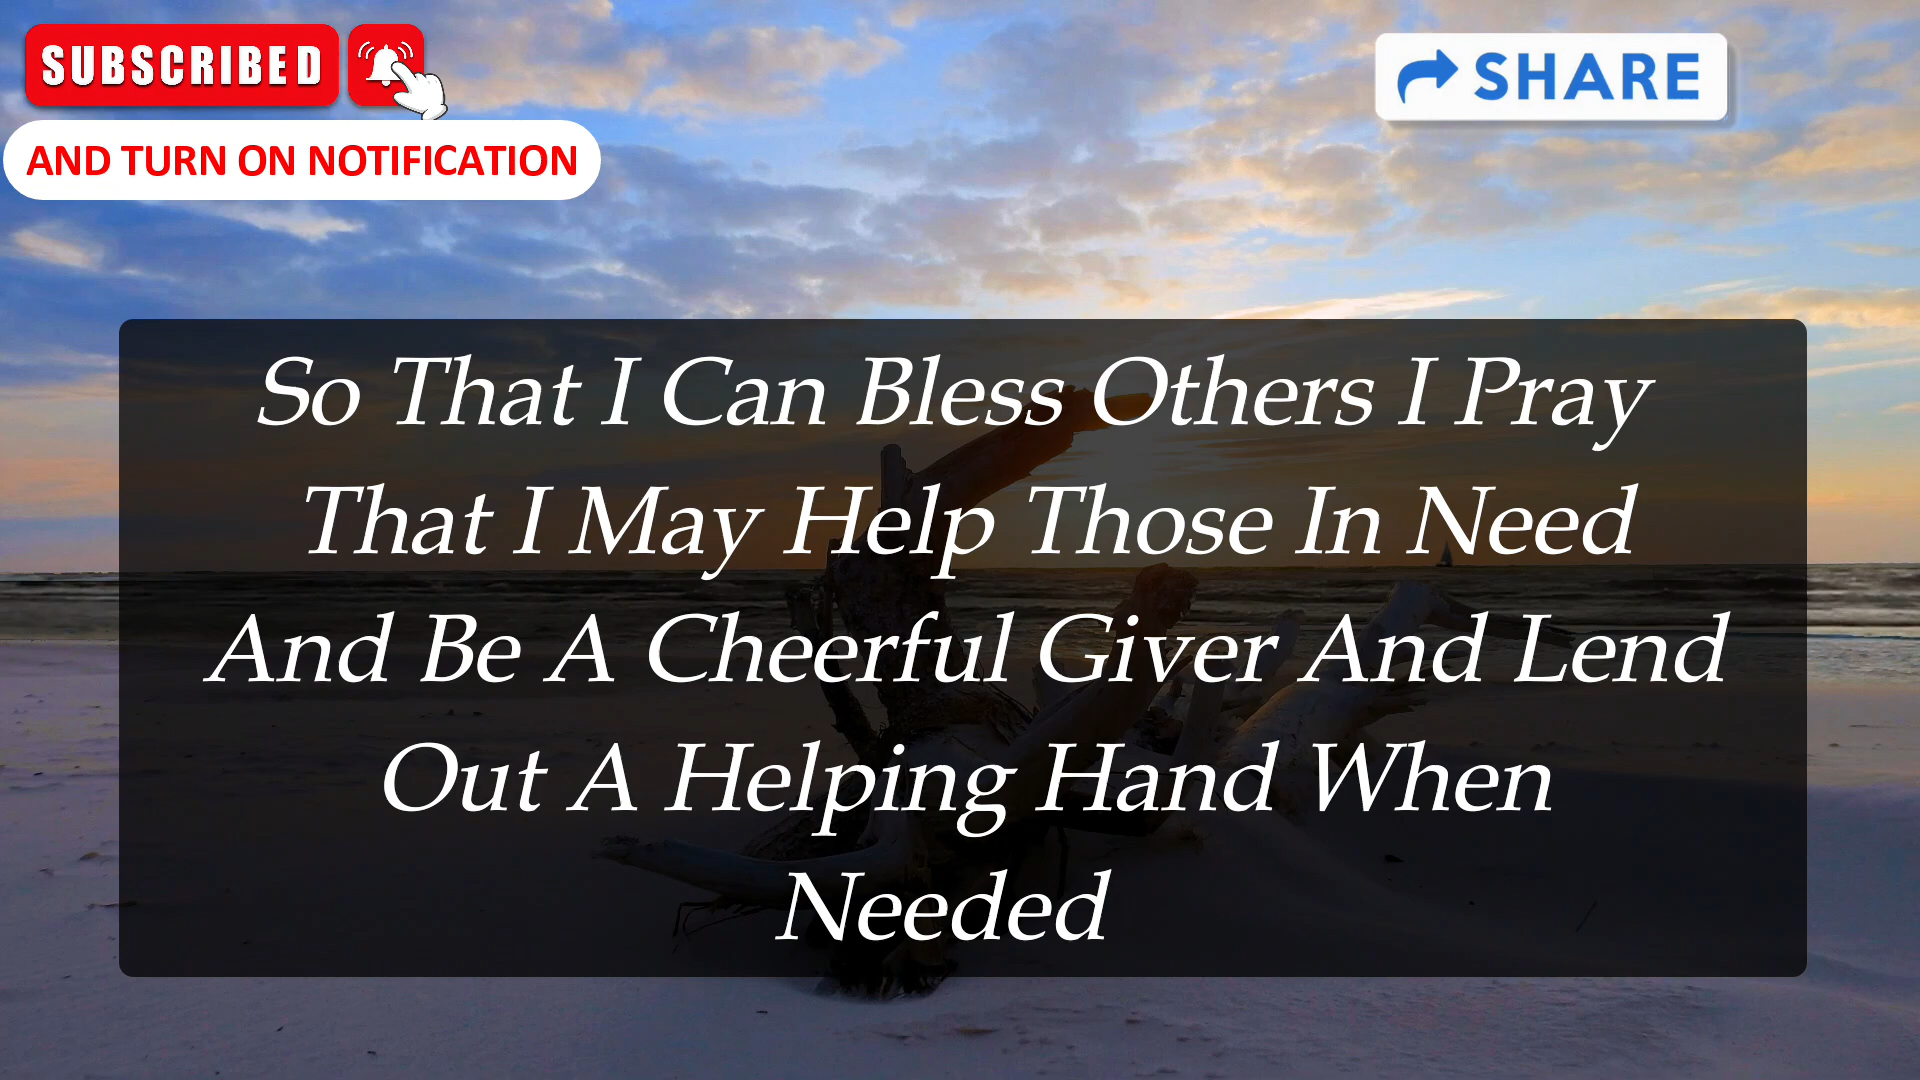 SUBSCRIBED
SHARE
AND TURN ON NOTIFICATION
So That I Can Bless Others I Pray
That I May Help Those In Need
And Be A Cheerful Giver And Lend
Out A Helping Hand When
Needed